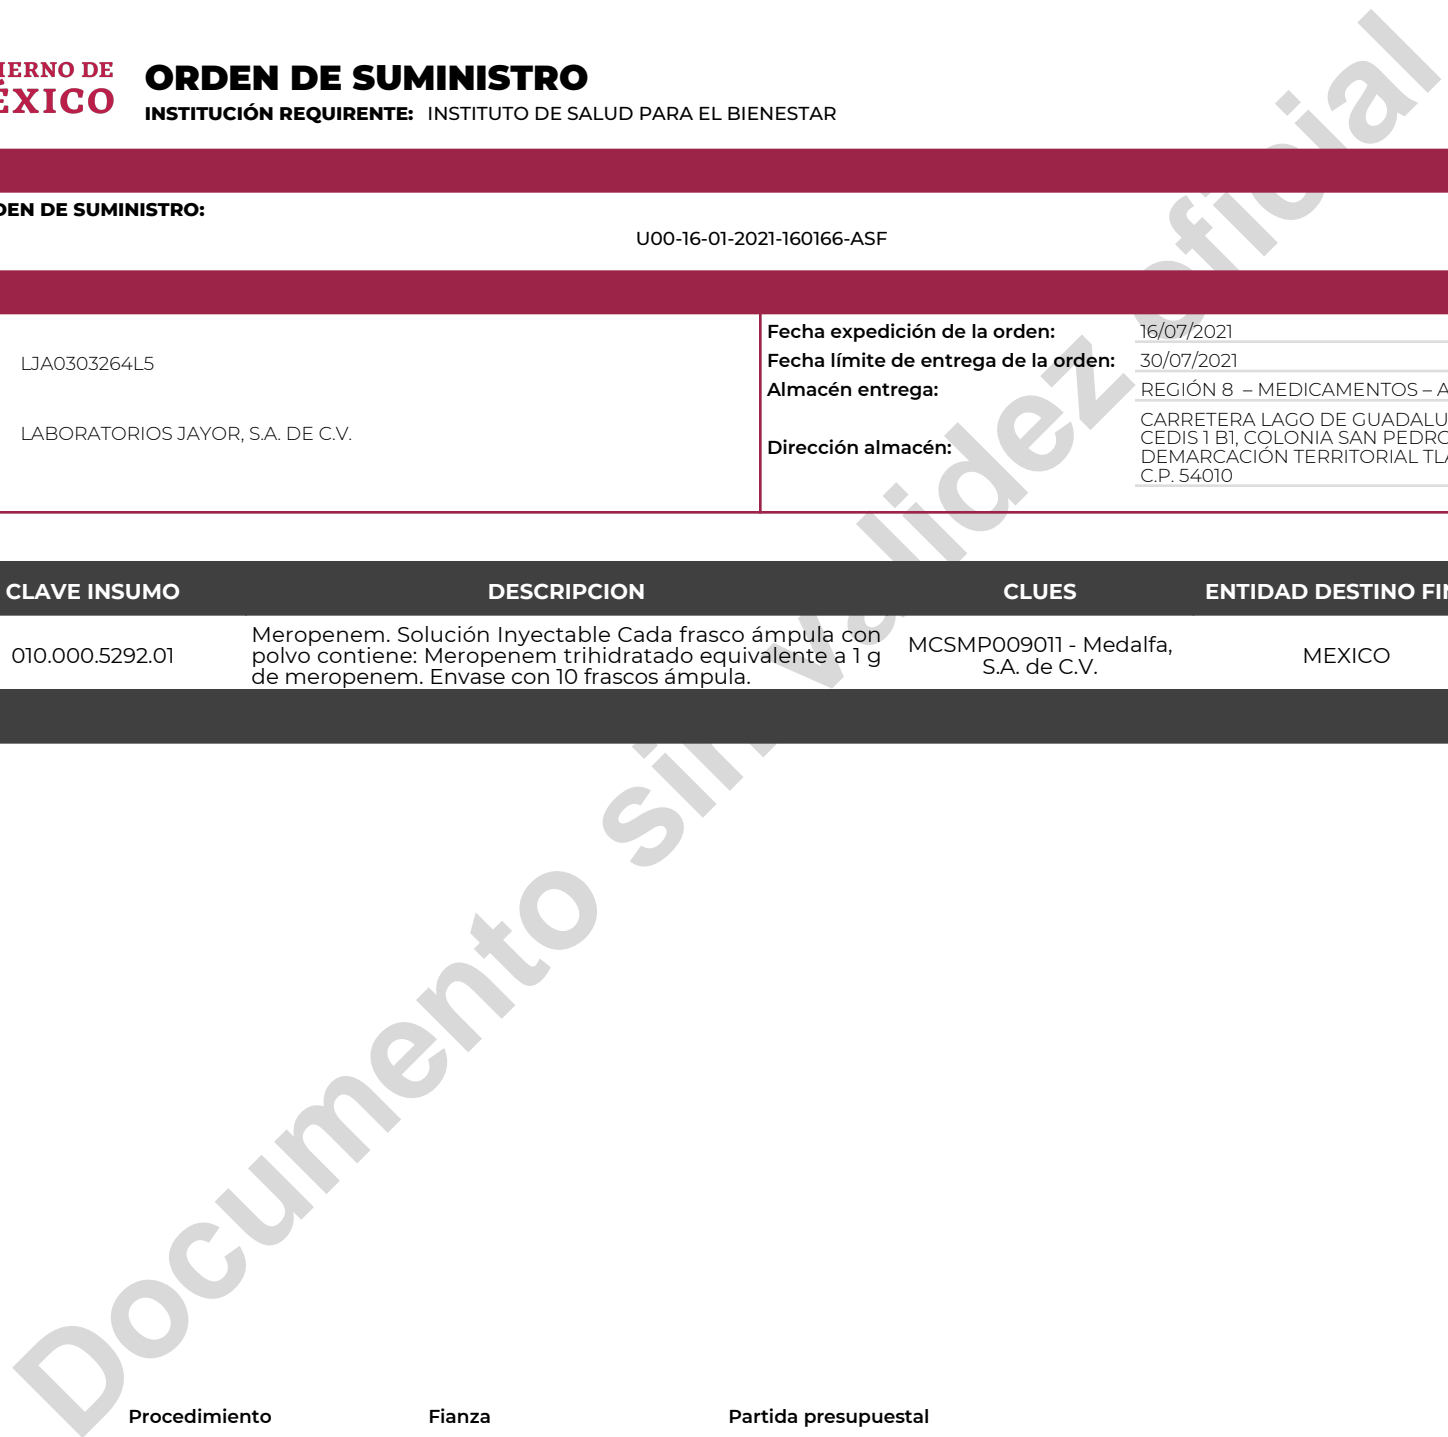 IERNO DE
ÉXICO
ORDEN DE SUMINISTRO
INSTITUCIÓN REQUIRENTE: INSTITUTO DE SALUD PARA EL BIENESTAR
DEN DE SUMINISTRO:
U00-16-01-2021-160166-ASF
LJA0303264L5
LABORATORIOS JAYOR, S.A. DE C.V.
Fecha expedición de la orden: 16/07/2021
Fecha límite de entrega de la orden: 30/07/2021
Almacén entrega: REGIÓN 8 – MEDICAMENTOS – A
Dirección almacén:
CARRETERA LAGO DE GUADALU
CEDIS 1 B1, COLONIA SAN PEDRO
DEMARCACIÓN TERRITORIAL TLA
C.P. 54010
CLAVE INSUMO DESCRIPCION CLUES ENTIDAD DESTINO FIN
010.000.5292.01
Meropenem. Solución Inyectable Cada frasco ámpula con
polvo contiene: Meropenem trihidratado equivalente a 1 g
de meropenem. Envase con 10 frascos ámpula.
MCSMP009011 - Medalfa,
S.A. de C.V.
MEXICO
Documento sin validez oficial
Procedimiento Fianza Partida presupuestal